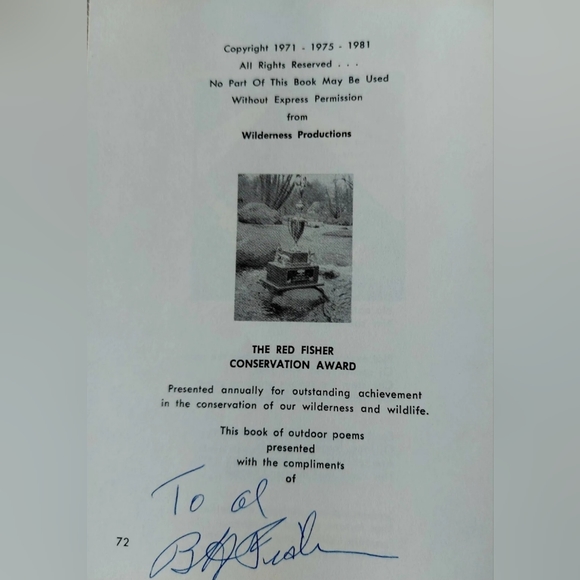 Copyright 1971 - 1975 - 1981
All Rights Reserved . . .
No Part Of This Book May Be Used
Without Express Permission
from
Wilderness Productions
THE RED FISHER
CONSERVATION AWARD
Presented annually for outstanding achievement
in the conservation of our wilderness and wildlife.
This book of outdoor poems
presented
with the compliments
of
To al
B H Fisher
72